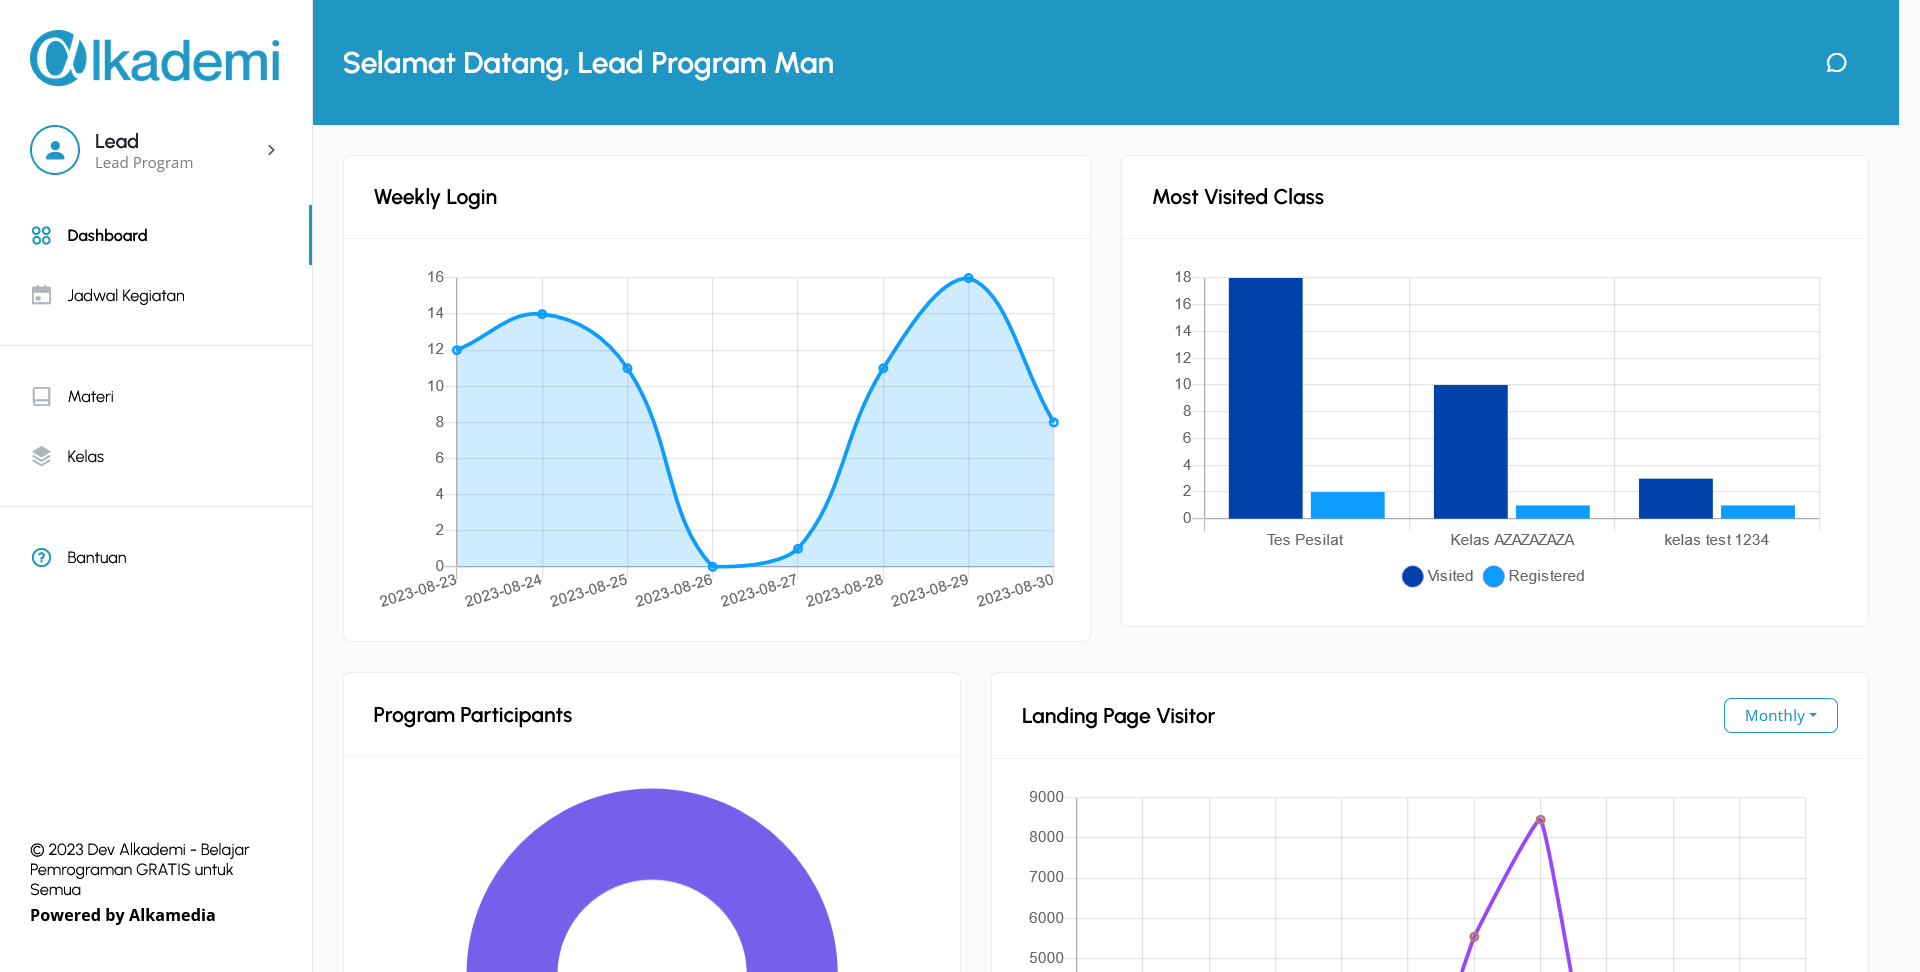 αlkademi
Lead
Lead Program
Dashboard
Jadwal Kegiatan
Materi
Kelas
Bantuan
© 2023 Dev Alkademi - Belajar
Pemrograman GRATIS untuk
Semua
Powered by Alkamedia
Selamat Datang, Lead Program Man
Weekly Login
16
14
12
10
8
6
4
2
0
2023-08-23 2023-08-24 2023-08-25 2023-08-26 2023-08-27 2023-08-28 2023-08-29 2023-08-30
Most Visited Class
18
16
14
12
10
8
6
4
2
0
Tes Pesilat Kelas AZAZAZAZA kelas test 1234
Visited Registered
Program Participants
Landing Page Visitor
Monthly
9000
8000
7000
6000
5000